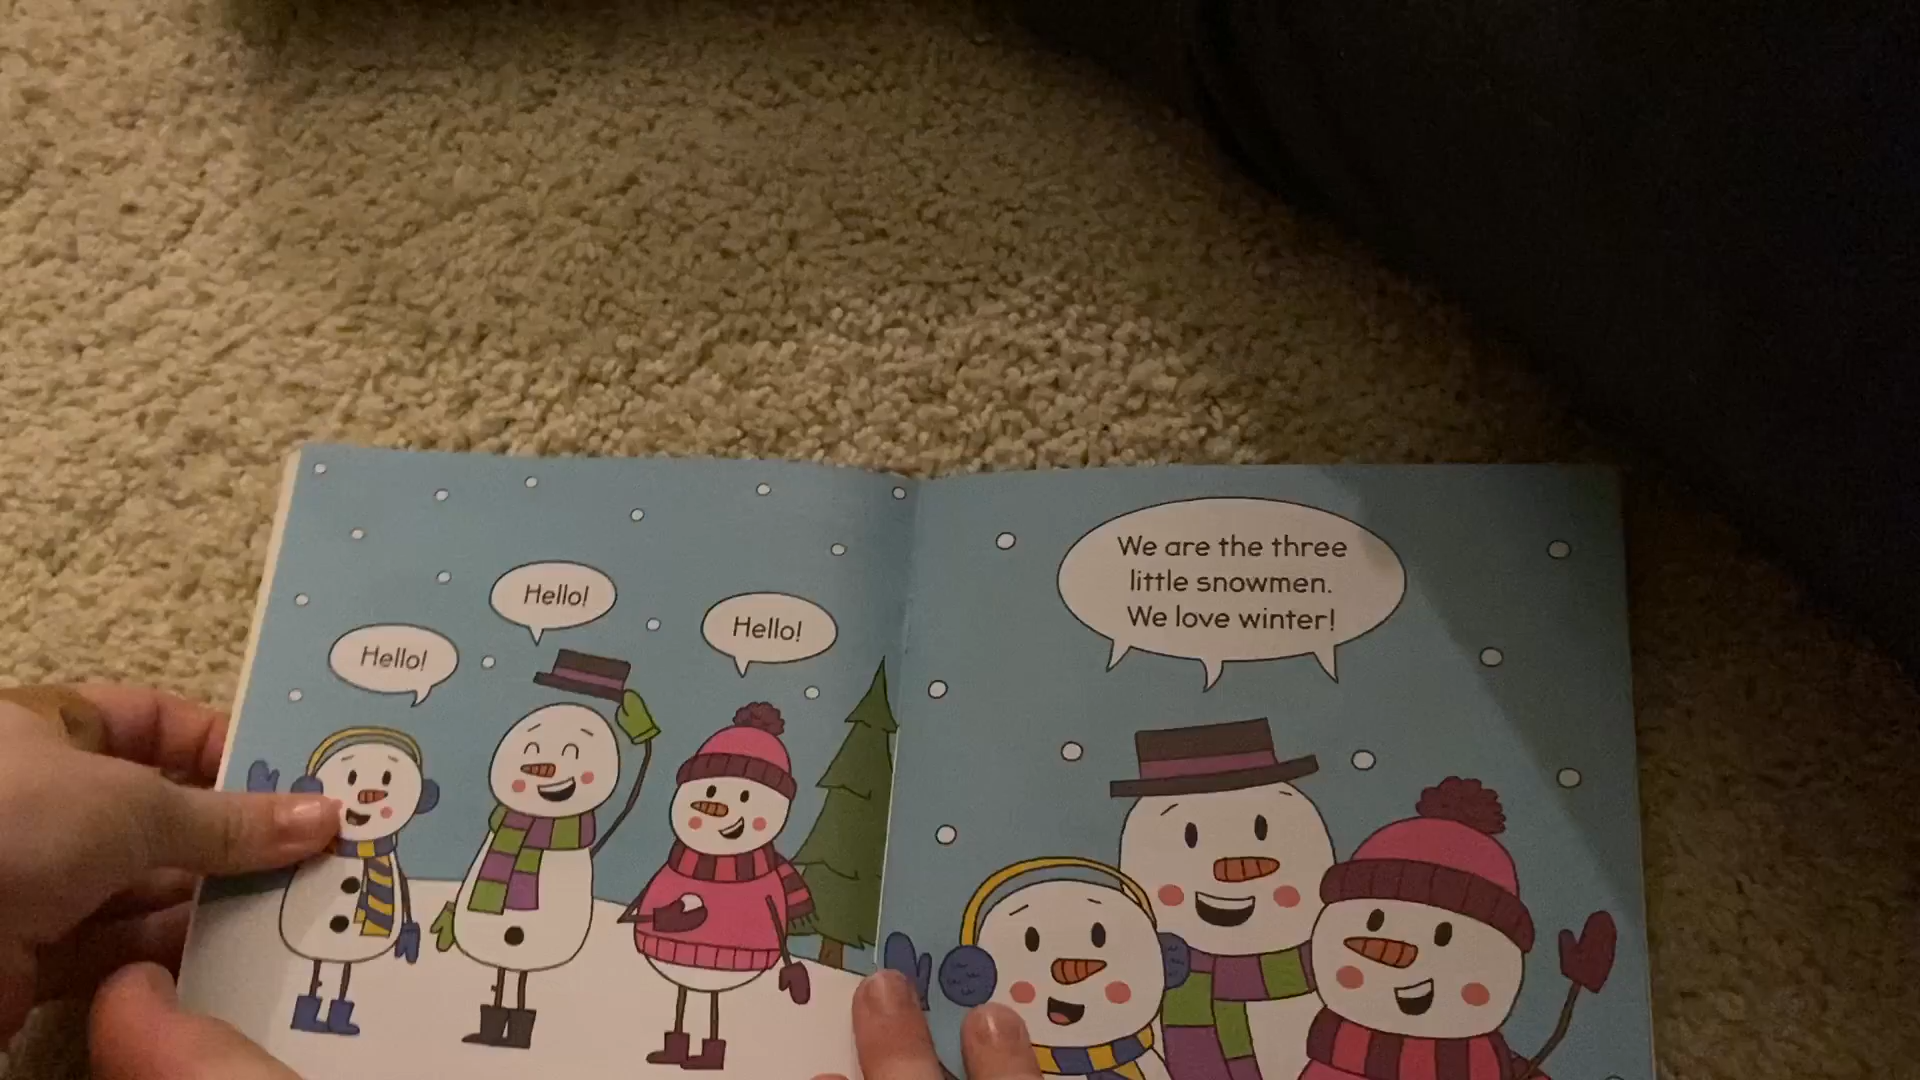 Hello!
Hello!
Hello!
We are the three
little snowmen.
We love winter!